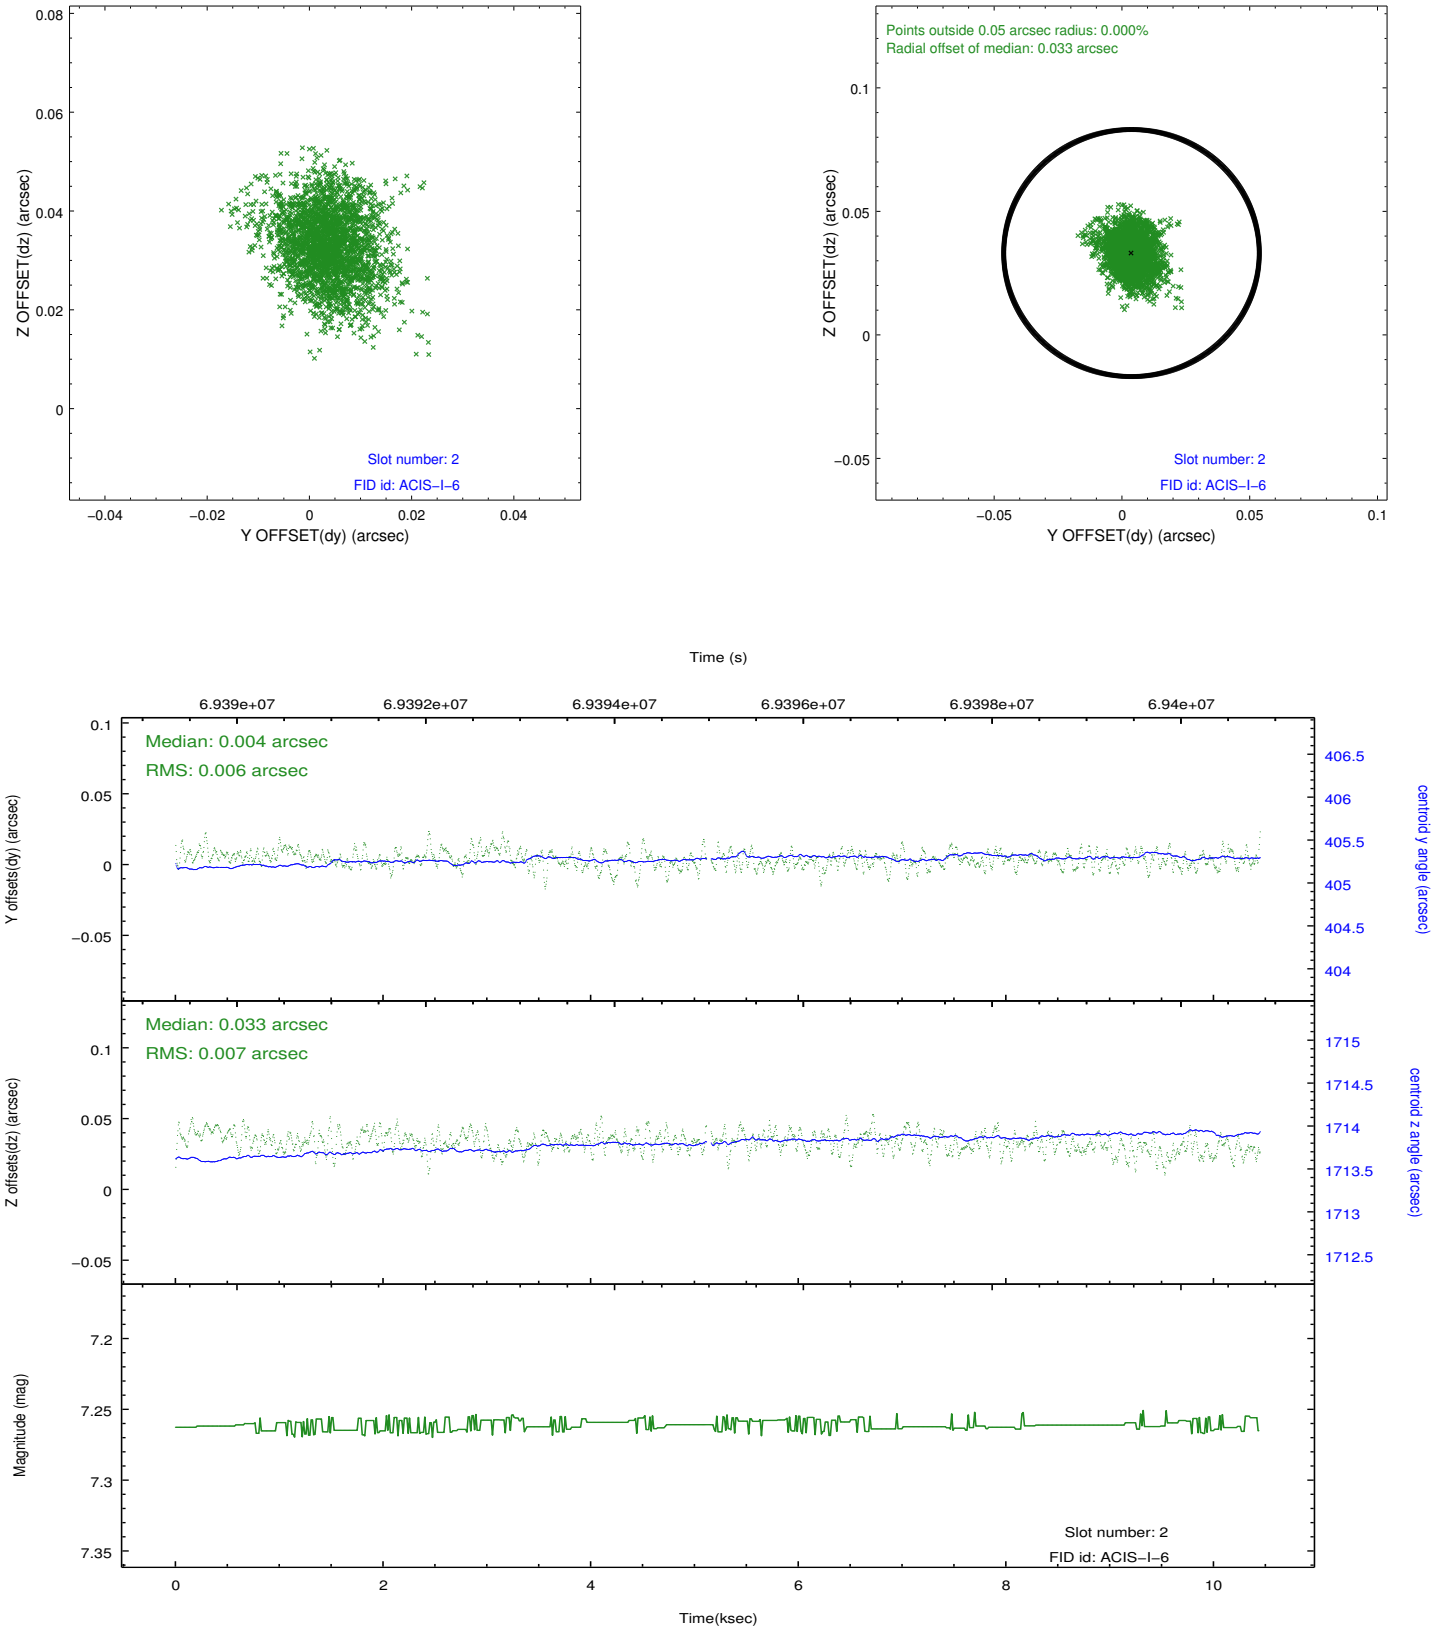 0.08
0.06
0.04
0.02
0
−0.04
−0.02
0
0.02
0.04
Z OFFSET(dz) (arcsec)
Y OFFSET(dy) (arcsec)
Slot number: 2
FID id: ACIS−I−6
Points outside 0.05 arcsec radius: 0.000%
Radial offset of median: 0.033 arcsec
0.1
0.05
0
−0.05
−0.05
0
0.05
0.1
Z OFFSET(dz) (arcsec)
Y OFFSET(dy) (arcsec)
Slot number: 2
FID id: ACIS−I−6
Time (s)
6.939e+07
6.9392e+07
6.9394e+07
6.9396e+07
6.9398e+07
6.94e+07
Median: 0.004 arcsec
RMS: 0.006 arcsec
0.1
0.05
0
−0.05
Y offsets(dy) (arcsec)
406.5
406
405.5
405
404.5
404
centroid y angle (arcsec)
Median: 0.033 arcsec
RMS: 0.007 arcsec
0.1
0.05
0
−0.05
Z offsets(dz) (arcsec)
1715
1714.5
1714
1713.5
1713
1712.5
centroid z angle (arcsec)
7.2
7.25
7.3
7.35
Magnitude (mag)
Slot number: 2
FID id: ACIS−I−6
0
2
4
6
8
10
Time(ksec)